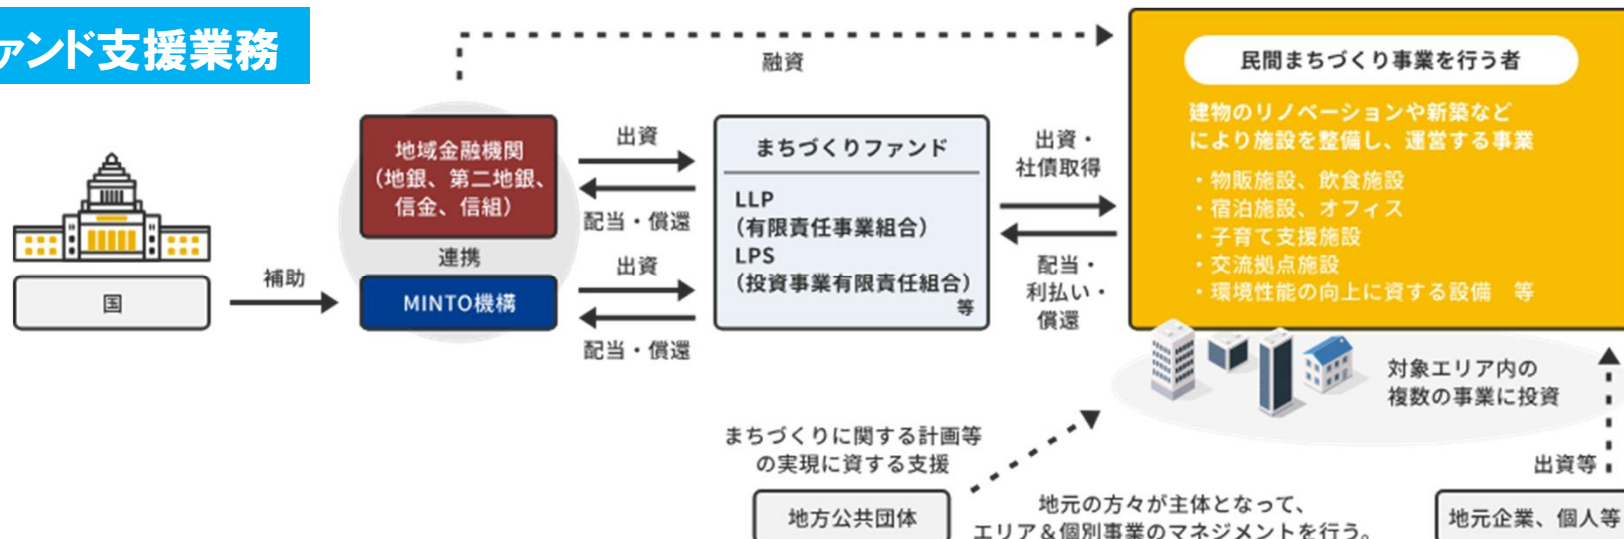 ァンド支援業務
融資
民間まちづくり事業を行う者
建物のリノベーションや新築など
により施設を整備し、運営する事業
・物販施設、飲食施設
・宿泊施設、オフィス
・子育て支援施設
・交流拠点施設
・環境性能の向上に資する設備　等
地域金融機関
（地銀、第二地銀、
信金、信組）
連携
MINTO機構
国
補助
出資
配当・償還
出資
配当・償還
まちづくりファンド
LLP
（有限責任事業組合）
LPS
（投資事業有限責任組合）
等
出資・
社債取得
配当・
利払い・
償還
対象エリア内の
複数の事業に投資
まちづくりに関する計画等
の実現に資する支援
地方公共団体
地元の方々が主体となって、
エリア＆個別事業のマネジメントを行う。
出資等
地元企業、個人等